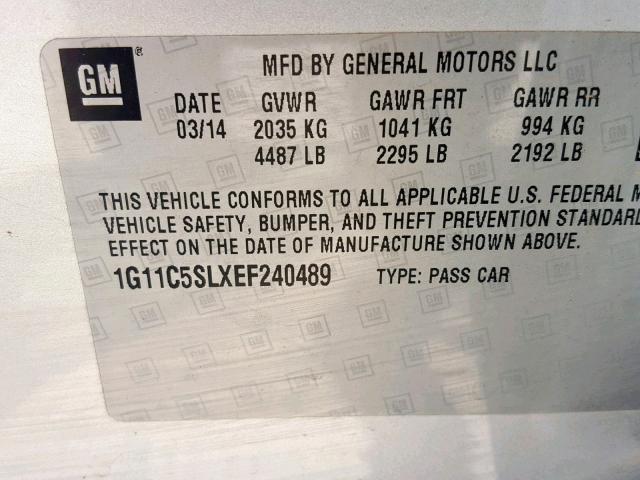 GM ®
MFD BY GENERAL MOTORS LLC
DATE GVWR GAWR FRT GAWR RR
03/14 2035 KG 1041 KG 994 KG
4487 LB 2295 LB 2192 LB
THIS VEHICLE CONFORMS TO ALL APPLICABLE U.S. FEDERAL M
VEHICLE SAFETY, BUMPER, AND THEFT PREVENTION STANDARD
EFFECT ON THE DATE OF MANUFACTURE SHOWN ABOVE.
1G11C5SLXEF240489 TYPE: PASS CAR